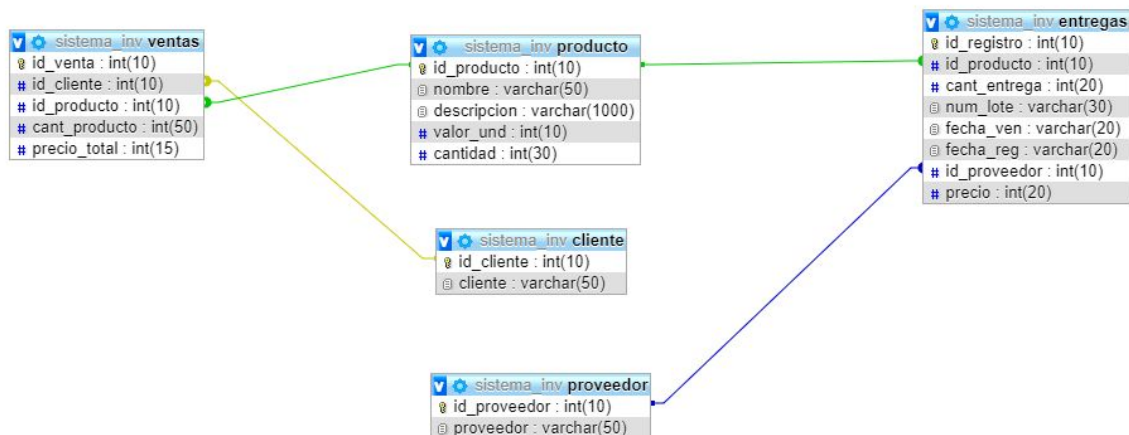 sistema_inv ventas
id_venta : int(10)
id_cliente : int(10)
id_producto : int(10)
cant_producto : int(50)
precio_total : int(15)
sistema_inv producto
id_producto : int(10)
nombre : varchar(50)
descripcion : varchar(1000)
valor_und : int(10)
cantidad : int(30)
sistema_inv entregas
id_registro : int(10)
id_producto : int(10)
cant_entrega : int(20)
num_lote : varchar(30)
fecha_ven : varchar(20)
fecha_reg : varchar(20)
id_proveedor : int(10)
precio : int(20)
sistema_inv cliente
id_cliente : int(10)
cliente : varchar(50)
sistema_inv proveedor
id_proveedor : int(10)
proveedor : varchar(50)